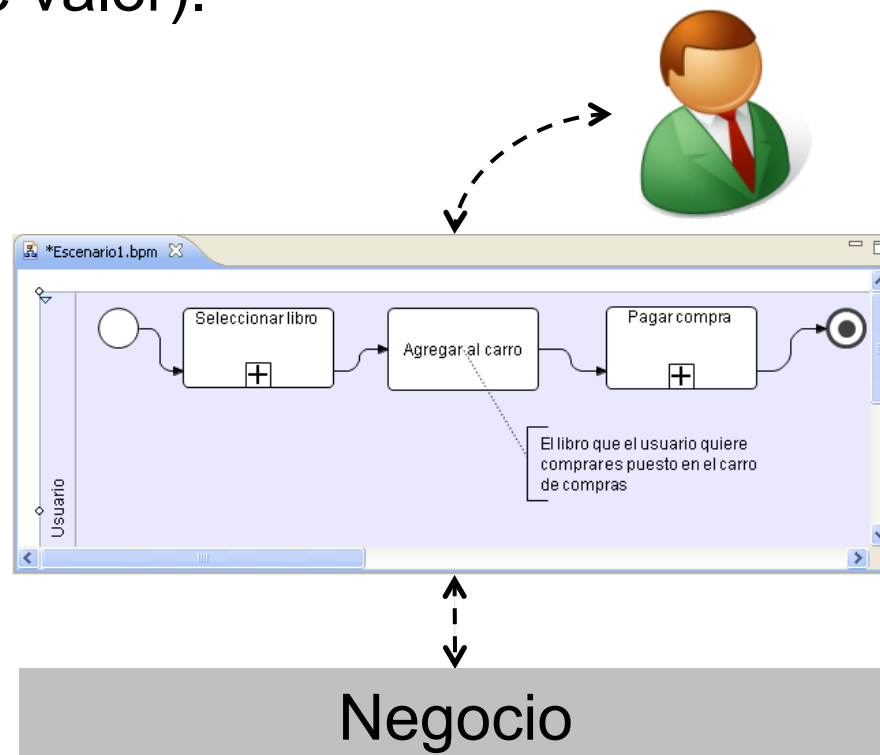 e valor).
*Escenario1.bpm
Seleccionar libro
Agregar al carro
Pagar compra
El libro que el usuario quiere
comprares puesto en el carro
de compras
Usuario
Negocio